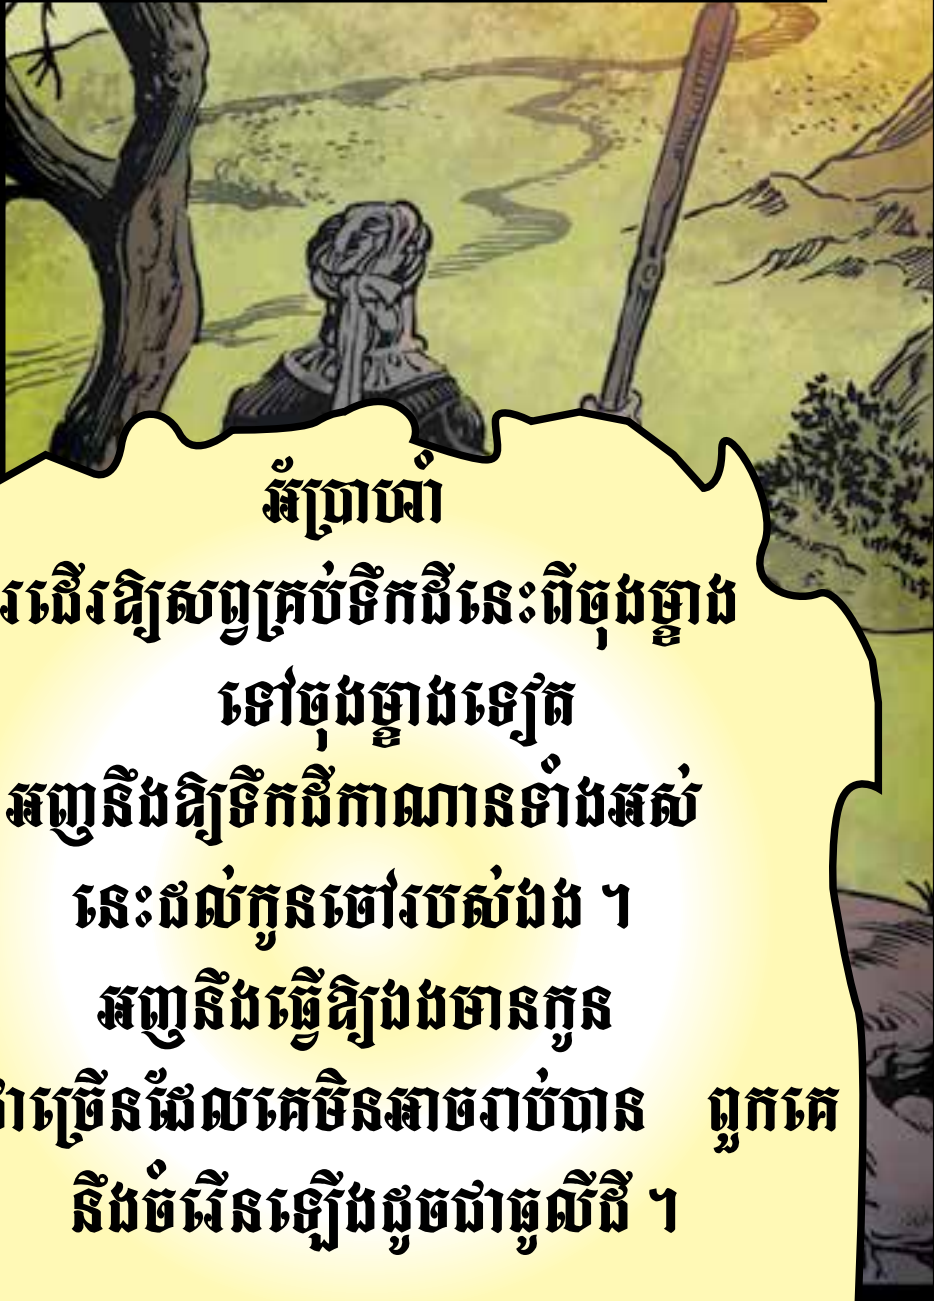 អ័ប្រាហាំ
ដើរឱ្យសព្វគ្រប់ទឹកដីនេះពីចុងម្ខាង
ទៅចុងម្ខាងទៀត
អញនឹងឱ្យទឹកដីកាណានទាំងអស់
នេះដល់កូនចៅរបស់ឯង ។
អញនឹងធ្វើឱ្យឯងមានកូន
ច្រើនដែលគេមិនអាចរាប់បាន ពួកគេ
នឹងចំរើនឡើងដូចជាធូលីដី ។